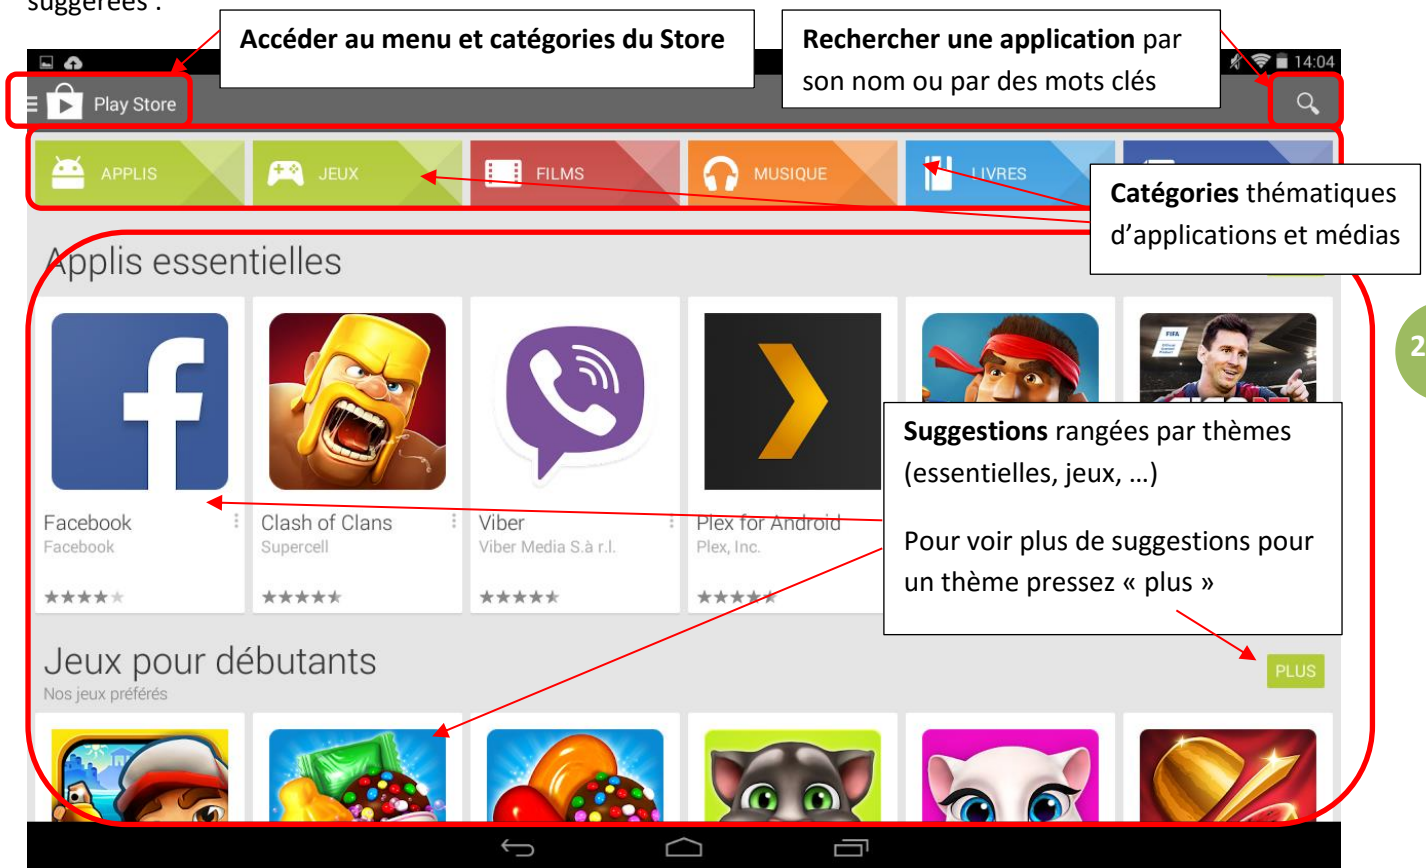 suggérées :
Accéder au menu et catégories du Store
Rechercher une application par
son nom ou par des mots clés
14:04
Play Store
APPLIS
JEUX
FILMS
MUSIQUE
LIVRES
Catégories thématiques
d’applications et médias
Applis essentielles
2
FIFA
Suggestions rangées par thèmes
(essentielles, jeux, …)
Pour voir plus de suggestions pour
un thème pressez « plus »
Facebook
Facebook
Clash of Clans
Supercell
Viber
Viber Media S.à r.l.
Plex for Android
Plex, Inc.
Jeux pour débutants
Nos jeux préférés
PLUS